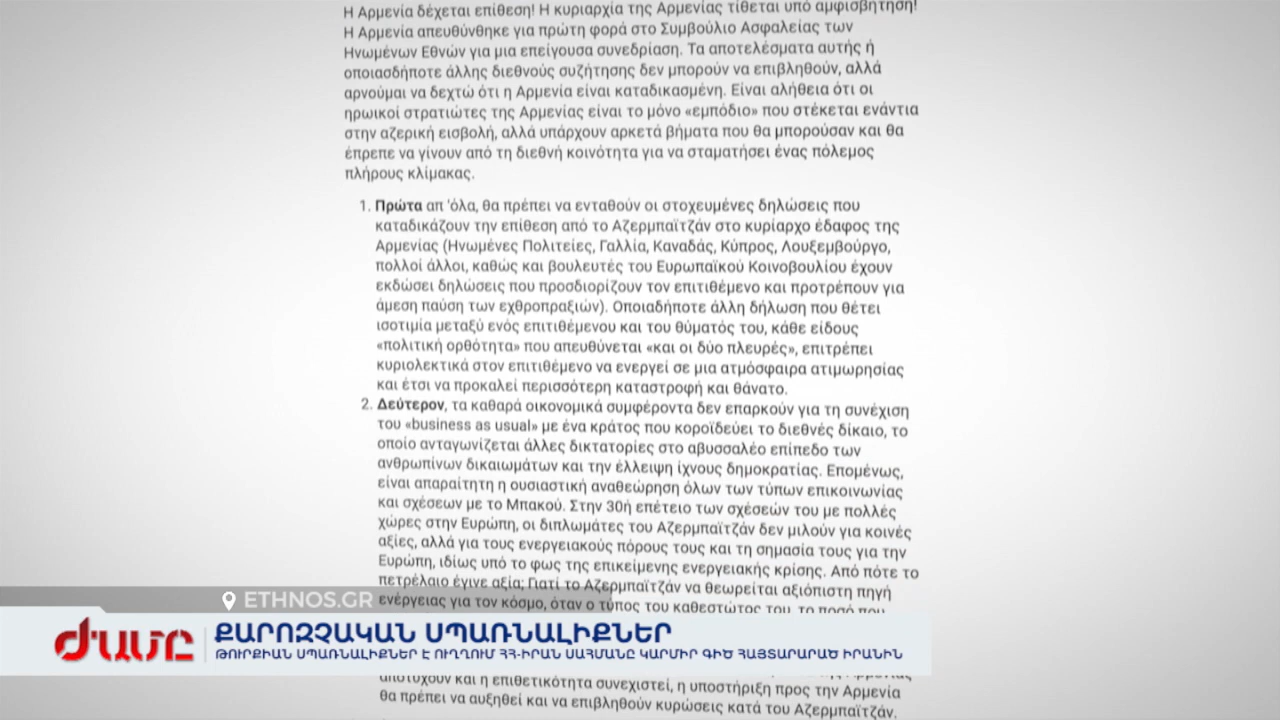 Η Αρμενία δέχεται επίθεση! Η κυριαρχία της Αρμενίας τίθεται υπό αμφισβήτηση!
Η Αρμενία απευθύνθηκε για πρώτη φορά στο Συμβούλιο Ασφαλείας των
Ηνωμένων Εθνών για μια επείγουσα συνεδρίαση. Τα αποτελέσματα αυτής ή
οποιασδήποτε άλλης διεθνούς συζήτησης δεν μπορούν να επιβληθούν, αλλά
αρνούμαι να δεχτώ ότι η Αρμενία είναι καταδικασμένη. Είναι αλήθεια ότι οι
ηρωικοί στρατιώτες της Αρμενίας είναι το μόνο «εμπόδιο» που στέκεται ενάντια
στην αζερική εισβολή, αλλά υπάρχουν αρκετά βήματα που θα μπορούσαν και θα
έπρεπε να γίνουν από τη διεθνή κοινότητα για να σταματήσει ένας πόλεμος
πλήρους κλίμακας.
1. Πρώτα απ 'όλα, θα πρέπει να ενταθούν οι στοχευμένες δηλώσεις που
καταδικάζουν την επίθεση από το Αζερμπαϊτζάν στο κυρίαρχο έδαφος της
Αρμενίας (Ηνωμένες Πολιτείες, Γαλλία, Καναδάς, Κύπρος, Λουξεμβούργο,
πολλοί άλλοι, καθώς και βουλευτές του Ευρωπαϊκού Κοινοβουλίου έχουν
εκδώσει δηλώσεις που προσδιορίζουν τον επιτιθέμενο και προτρέπουν για
άμεση παύση των εχθροπραξιών). Οποιαδήποτε άλλη δήλωση που θέτει
ισοτιμία μεταξύ ενός επιτιθέμενου και του θύματός του, κάθε είδους
«πολιτική ορθότητα» που απευθύνεται «και οι δύο πλευρές», επιτρέπει
κυριολεκτικά στον επιτιθέμενο να ενεργεί σε μια ατμόσφαιρα ατιμωρησίας
και έτσι να προκαλεί περισσότερη καταστροφή και θάνατο.
2. Δεύτερον, τα καθαρά οικονομικά συμφέροντα δεν επαρκούν για τη συνέχιση
του «business as usual» με ένα κράτος που κοροϊδεύει το διεθνές δίκαιο, το
οποίο ανταγωνίζεται άλλες δικτατορίες στο αβυσσαλέο επίπεδο των
ανθρωπίνων δικαιωμάτων και την έλλειψη ίχνους δημοκρατίας. Επομένως,
είναι απαραίτητη η ουσιαστική αναθεώρηση όλων των τύπων επικοινωνίας
και σχέσεων με το Μπακού. Στην 30ή επέτειο των σχέσεών του με πολλές
χώρες στην Ευρώπη, οι διπλωμάτες του Αζερμπαϊτζάν δεν μιλούν για κοινές
αξίες, αλλά για τους ενεργειακούς πόρους τους και τη σημασία τους για την
Ευρώπη, ιδίως υπό το φως της επικείμενης ενεργειακής κρίσης. Από πότε το
πετρέλαιο έγινε αξία; Γιατί το Αζερμπαϊτζάν να θεωρείται αξιόπιστη πηγή
ενέργειας για τον κόσμο, όταν ο τύπος του καθεστώτος του, το ποσό που
ETHNOS.GR
ԺԱՄԸ
ՔԱՐՈԶՉԱԿԱՆ ՍՊԱՌՆԱԼԻՔՆԵՐ
ԹՈՒՐՔԻԱՆ ՍՊԱՌՆԱԼԻՔՆԵՐ Է ՈՒՂՂՈՒՄ ՀՀ-ԻՐԱՆ ՍԱՀՄԱՆԸ ԿԱՐՄԻՐ ԳԻԾ ՀԱՅՏԱՐԱՐԱԾ ԻՐԱՆԻՆ
αποτύχουν και η επιθετικότητα συνεχιστεί, η υποστήριξη προς την Αρμενία
θα πρέπει να αυξηθεί και να επιβληθούν κυρώσεις κατά του Αζερμπαϊτζάν.